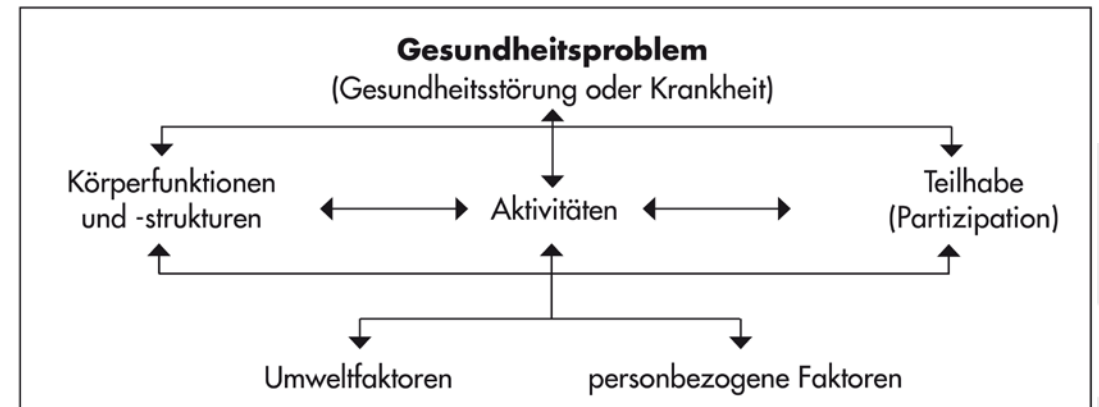 Gesundheitsproblem
(Gesundheitsstörung oder Krankheit)
Körperfunktionen
und -strukturen
Aktivitäten
Teilhabe
(Partizipation)
Umweltfaktoren
personbezogene Faktoren